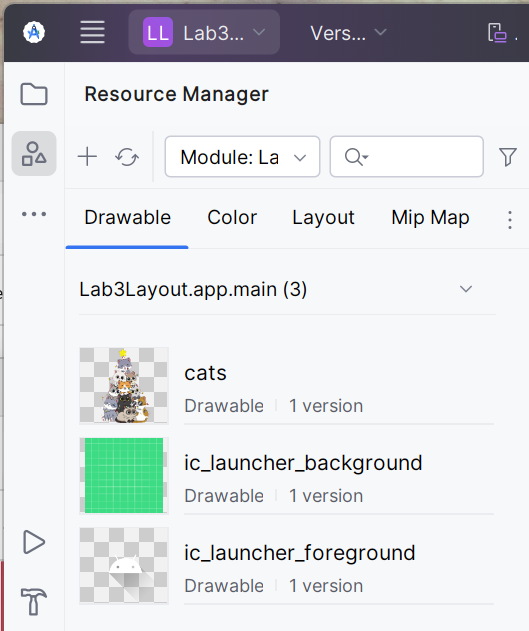 LL Lab3... Vers...
Resource Manager
Module: La
Drawable Color Layout Mip Map
Lab3Layout.app.main (3)
cats
Drawable 1 version
ic_launcher_background
Drawable 1 version
ic_launcher_foreground
Drawable 1 version